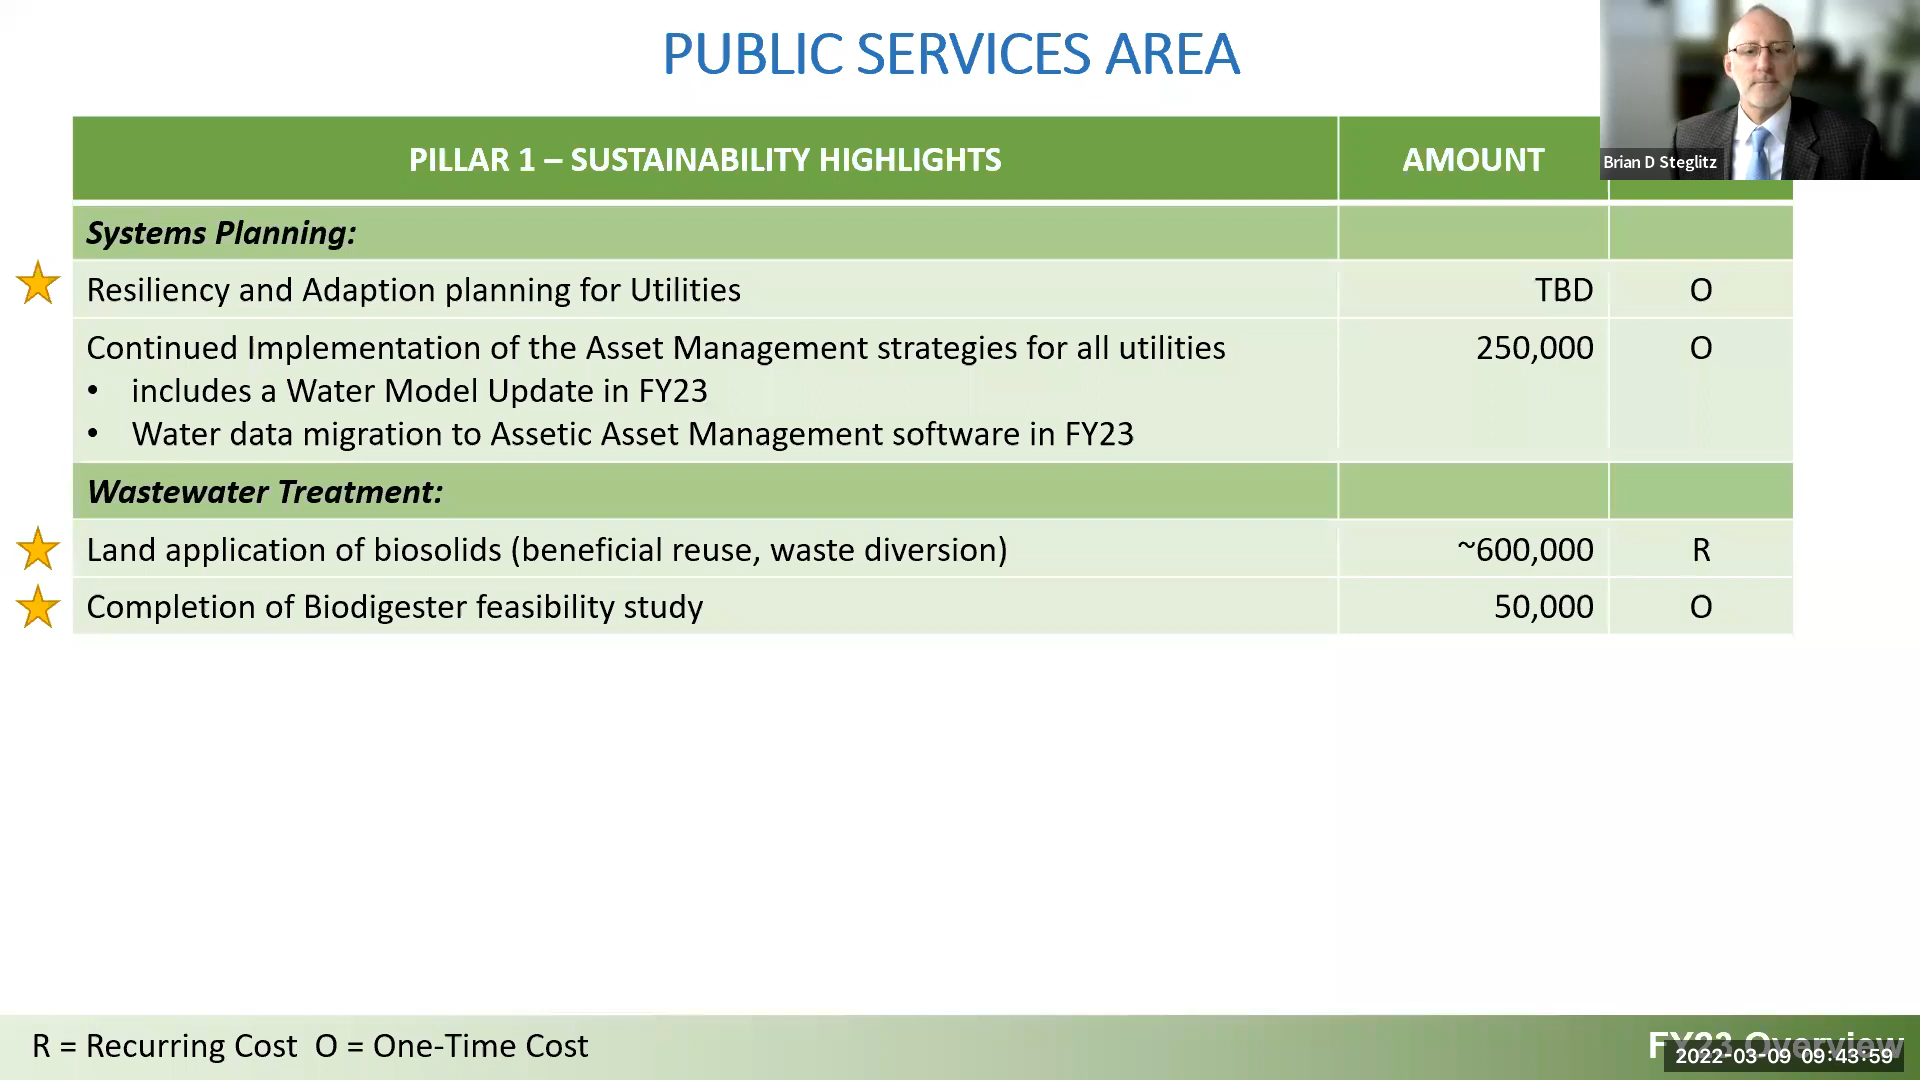 PUBLIC SERVICES AREA
Brian D Steglitz
PILLAR 1 – SUSTAINABILITY HIGHLIGHTS AMOUNT
Systems Planning:
Resiliency and Adaption planning for Utilities TBD O
Continued Implementation of the Asset Management strategies for all utilities 250,000 O
• includes a Water Model Update in FY23
• Water data migration to Assetic Asset Management software in FY23
Wastewater Treatment:
Land application of biosolids (beneficial reuse, waste diversion) ~600,000 R
Completion of Biodigester feasibility study 50,000 O
R = Recurring Cost O = One-Time Cost
FY23 Overview
2022-03-09 09:43:59